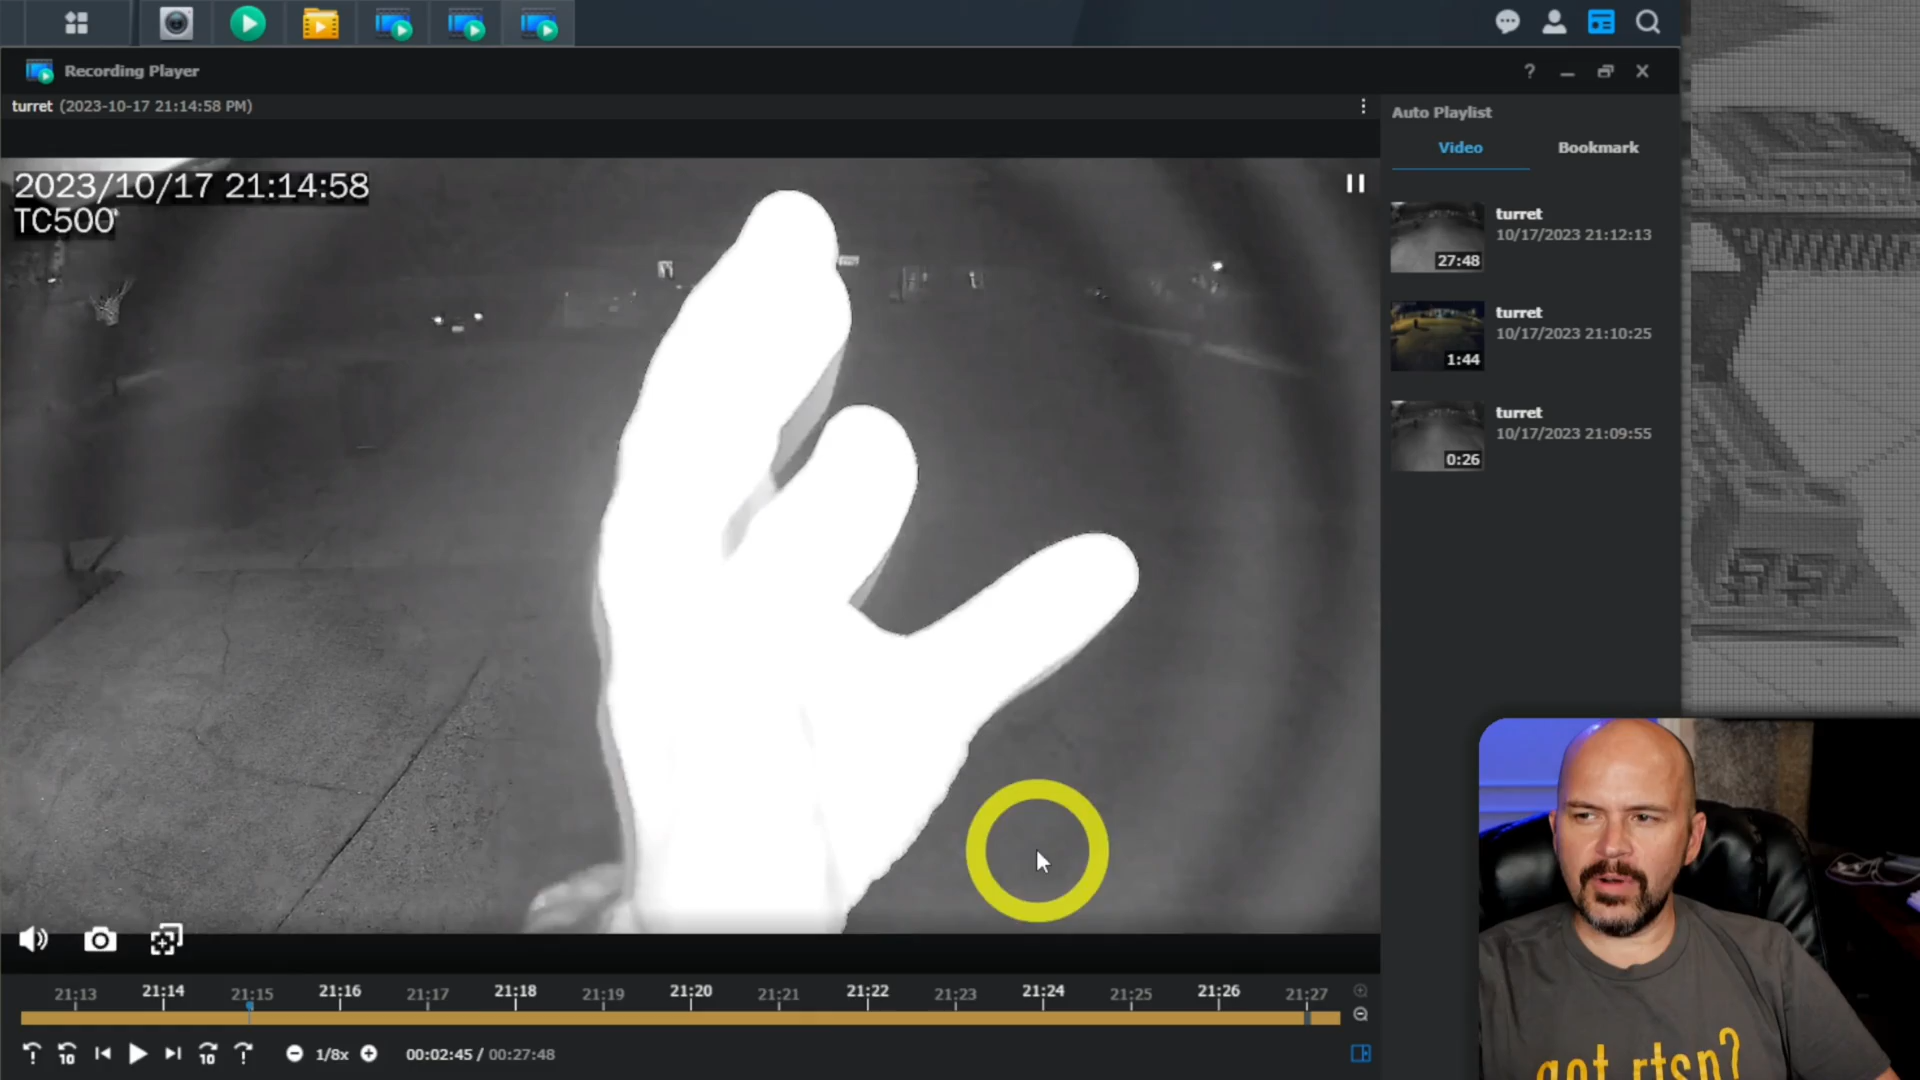 Recording Player
turret (2023-10-17 21:14:58 PM)
2023/10/17 21:14:58
TC500
Auto Playlist
Video Bookmark
turret
10/17/2023 21:12:13
27:48
turret
10/17/2023 21:10:25
1:44
turret
10/17/2023 21:09:55
0:26
21:13 21:14 21:15 21:16 21:17 21:18 21:19 21:20 21:21 21:22 21:23 21:24 21:25 21:26 21:27
10 10 1/8x 00:02:45 / 00:27:48
got rtsp?